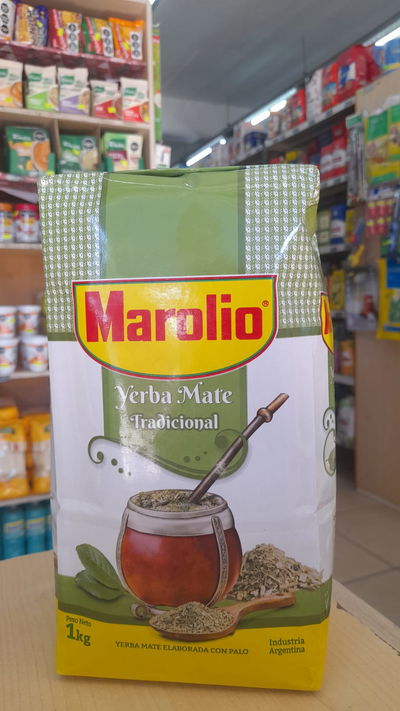 Marolio®
Yerba Mate
Tradicional
Peso Neto
1kg
YERBA MATE ELABORADA CON PALO
Industria
Argentina